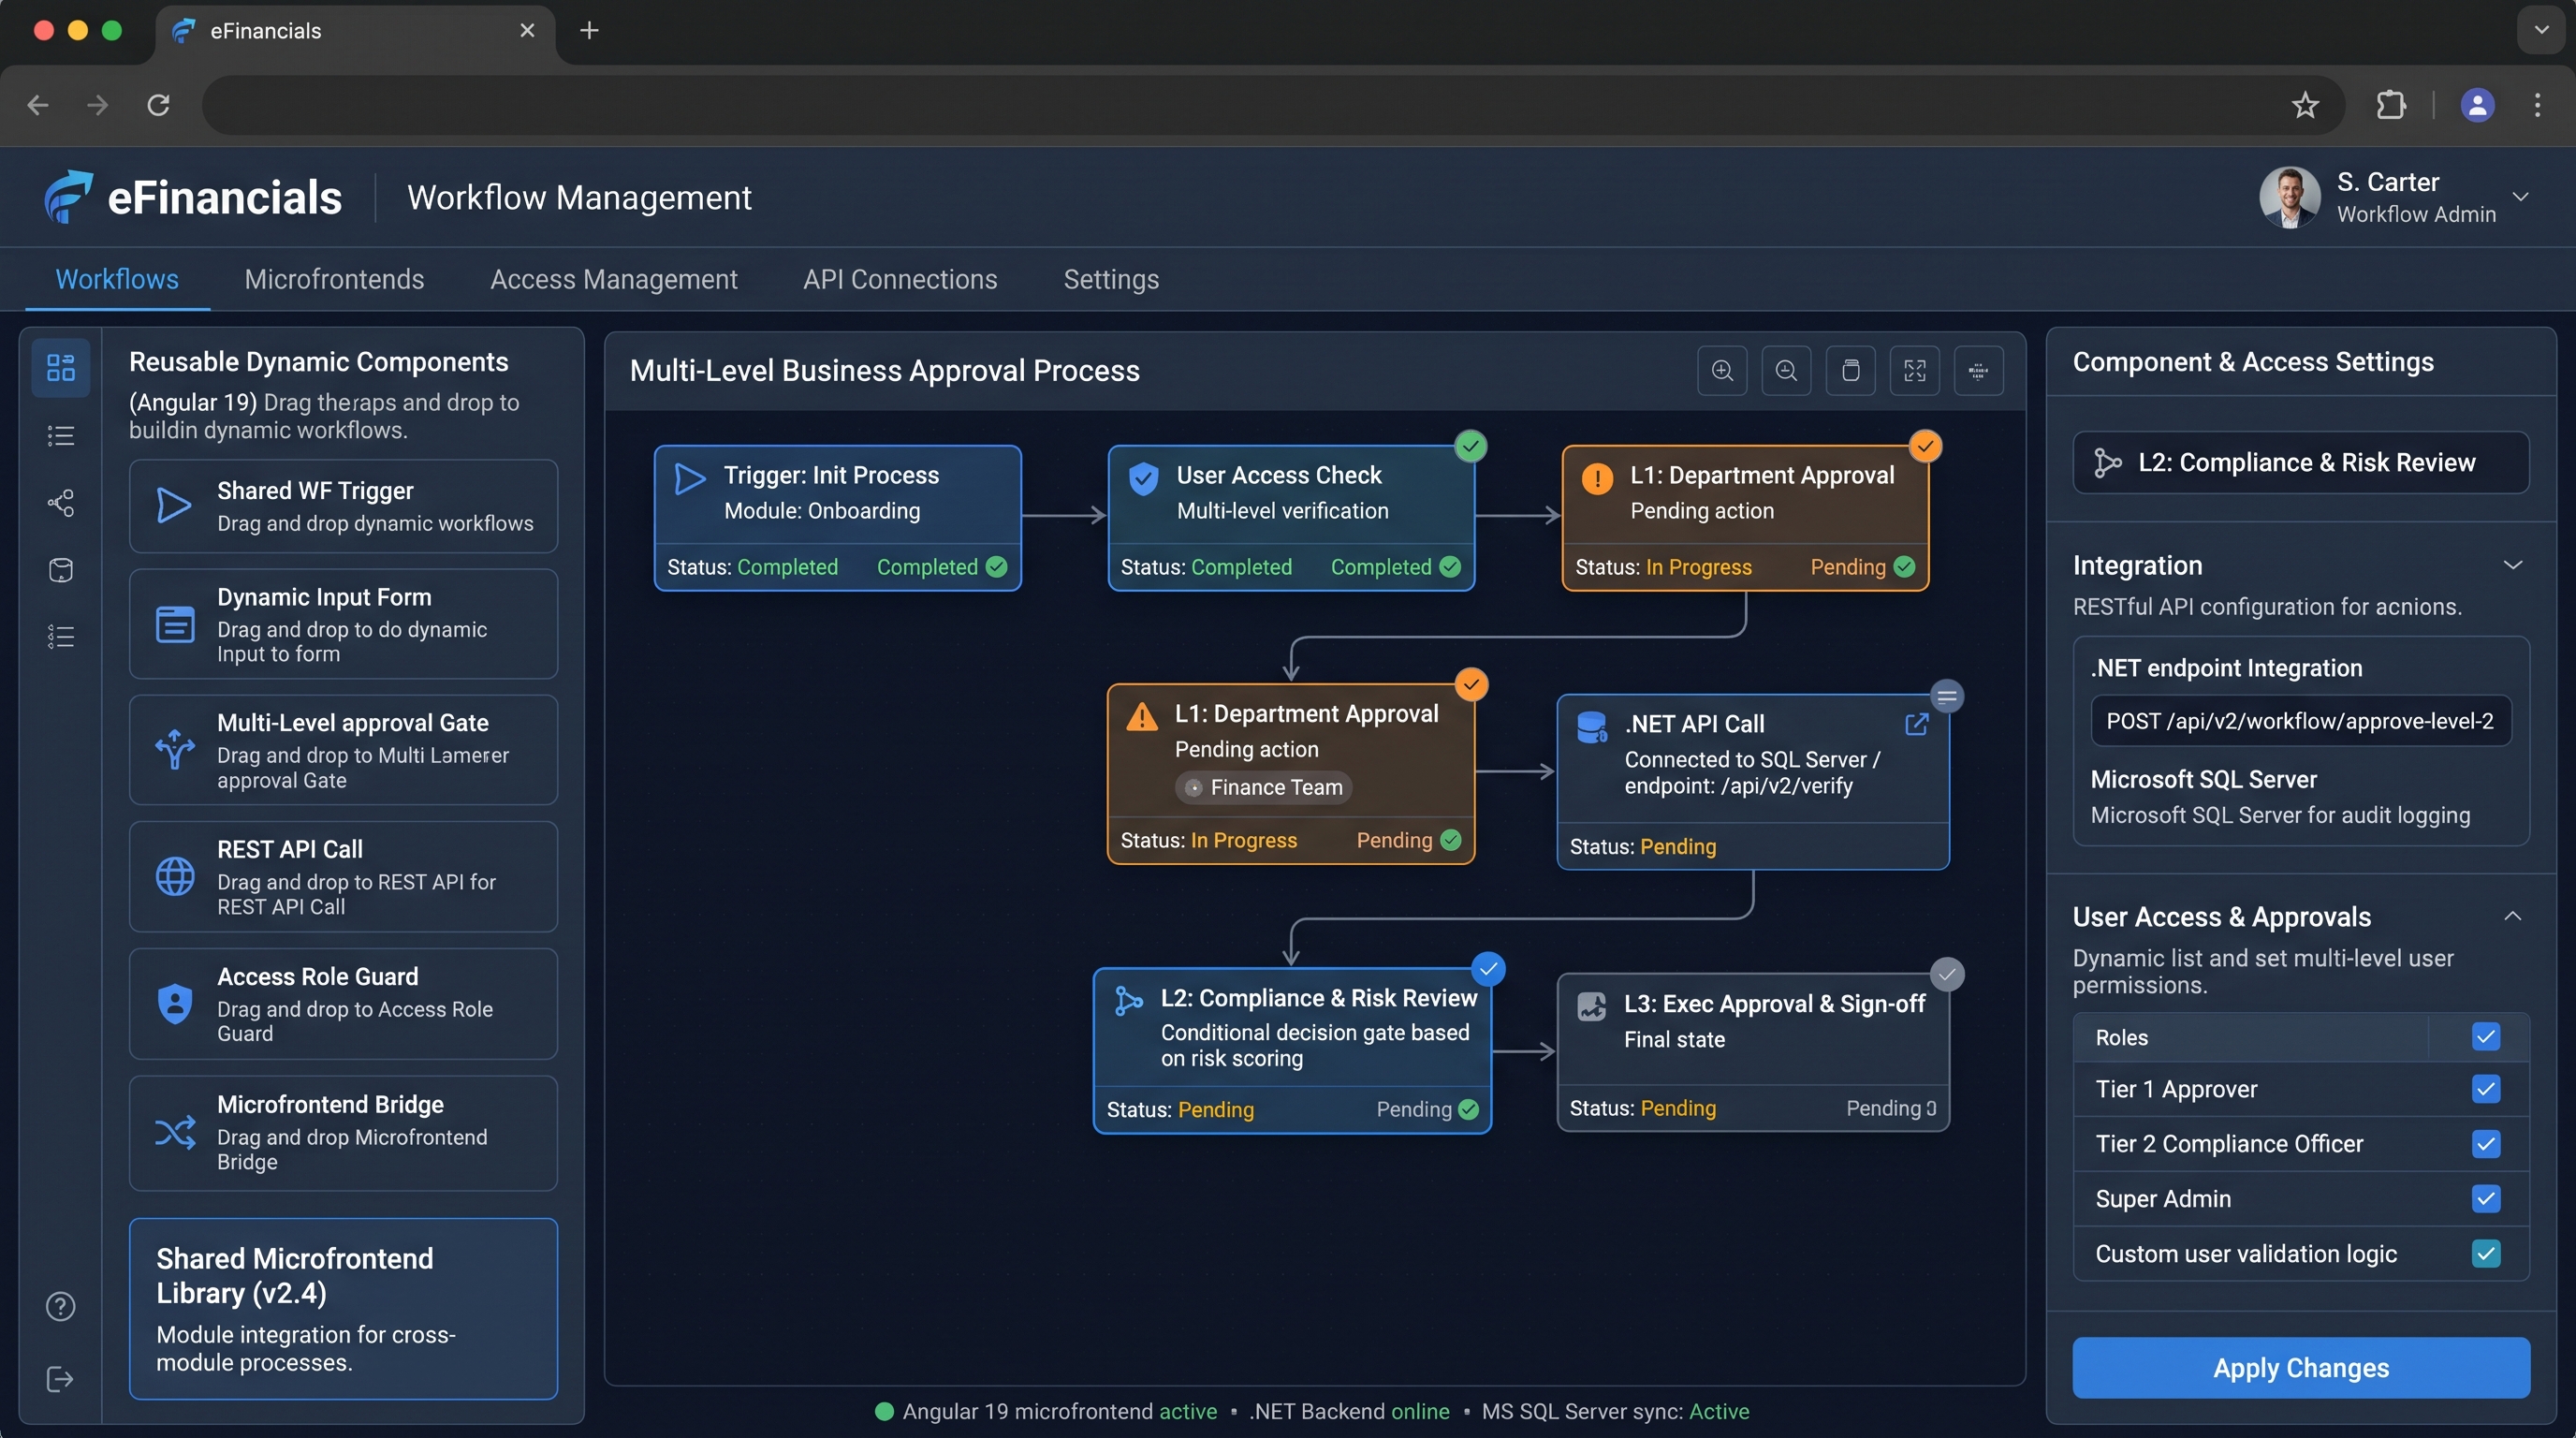 eFinancials
eFinancials
Workflow Management
S. Carter
Workflow Admin
Workflows
Microfrontends
Access Management
API Connections
Settings
Reusable Dynamic Components
(Angular 19) Drag theraps and drop to
buildin dynamic workflows.
Shared WF Trigger
Drag and drop dynamic workflows
Dynamic Input Form
Drag and drop to do dynamic
Input to form
Multi-Level approval Gate
Drag and drop to Multi Lamerer
approval Gate
REST API Call
Drag and drop to REST API for
REST API Call
Access Role Guard
Drag and drop to Access Role
Guard
Microfrontend Bridge
Drag and drop Microfrontend
Bridge
Shared Microfrontend
Library (v2.4)
Module integration for cross-
module processes.
Multi-Level Business Approval Process
Trigger: Init Process
Module: Onboarding
Status: Completed
Completed
User Access Check
Multi-level verification
Status: Completed
Completed
L1: Department Approval
Pending action
Status: In Progress
Pending
L1: Department Approval
Pending action
Finance Team
Status: In Progress
Pending
.NET API Call
Connected to SQL Server /
endpoint: /api/v2/verify
Status: Pending
L2: Compliance & Risk Review
Conditional decision gate based
on risk scoring
Status: Pending
Pending
L3: Exec Approval & Sign-off
Final state
Status: Pending
Pending
Angular 19 microfrontend active • .NET Backend online • MS SQL Server sync: Active
Component & Access Settings
L2: Compliance & Risk Review
Integration
RESTful API configuration for acnions.
.NET endpoint Integration
POST /api/v2/workflow/approve-level-2
Microsoft SQL Server
Microsoft SQL Server for audit logging
User Access & Approvals
Dynamic list and set multi-level user
permissions.
Roles
Tier 1 Approver
Tier 2 Compliance Officer
Super Admin
Custom user validation logic
Apply Changes